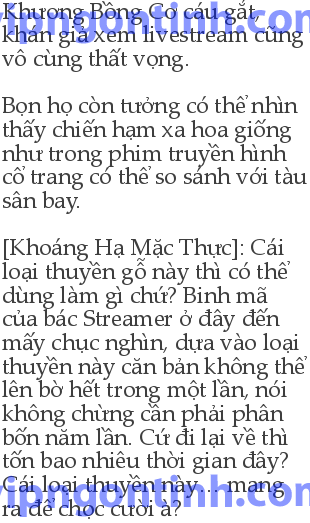 Khương Bồng Cơ cáu gắt,
khán giả xem livestream cũng
vô cùng thất vọng.
Bọn họ còn tưởng có thể nhìn
thấy chiến hạm xa hoa giống
như trong phim truyền hình
cổ trang có thể so sánh với tàu
sân bay.
[Khoáng Hạ Mặc Thực]: Cái
loại thuyền gỗ này thì có thể
dùng làm gì chứ? Binh mã
của bác Streamer ở đây đến
mấy chục nghìn, dựa vào loại
thuyền này căn bản không thể
lên bờ hết trong một lần, nói
không chừng cần phải phân
bốn năm lần. Cứ đi lại về thì
tốn bao nhiêu thời gian đây?
Cái loại thuyền này... mang
ra để chọc cười à?